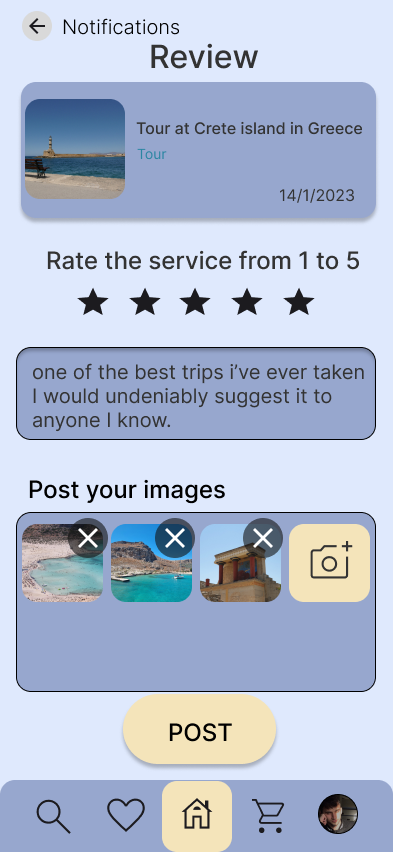 Notifications
Review
Tour at Crete island in Greece
Tour
14/1/2023
Rate the service from 1 to 5
one of the best trips i’ve ever taken
I would undeniably suggest it to
anyone I know.
Post your images
POST